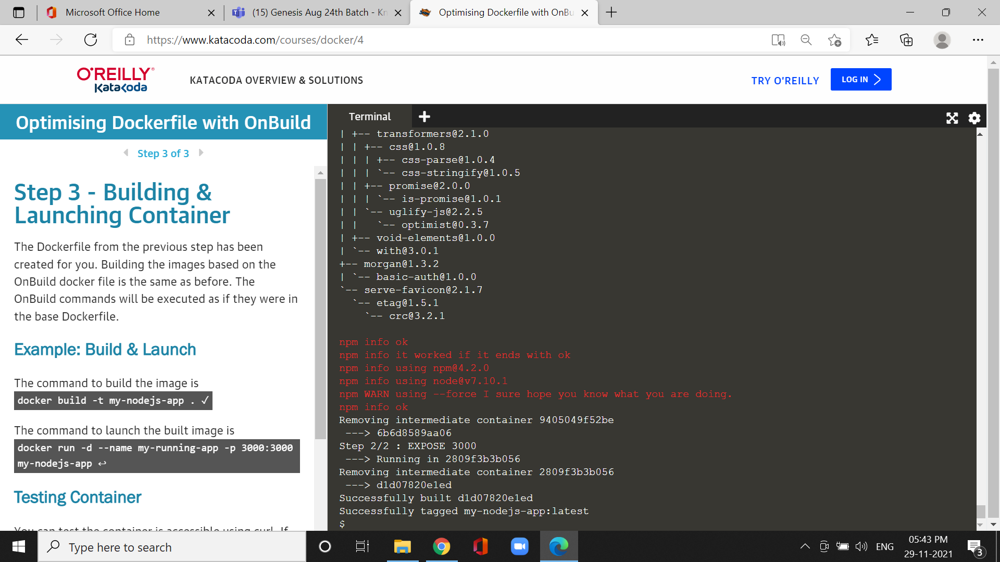 Microsoft Office Home
(15) Genesis Aug 24th Batch - Kn
Optimising Dockerfile with OnBu
https://www.katacoda.com/courses/docker/4
O'REILLY®
Katacoda
KATACODA OVERVIEW & SOLUTIONS
TRY O'REILLY
LOG IN
Optimising Dockerfile with OnBuild
Step 3 of 3
Step 3 - Building &
Launching Container
The Dockerfile from the previous step has been
created for you. Building the images based on the
OnBuild docker file is the same as before. The
OnBuild commands will be executed as if they were in
the base Dockerfile.
Example: Build & Launch
The command to build the image is
docker build -t my-nodejs-app . ✓
The command to launch the built image is
docker run -d --name my-running-app -p 3000:3000
my-nodejs-app ↩
Testing Container
You can test the container is accessible using curl. If
Terminal
| +-- transformers@2.1.0
| | +-- css@1.0.8
| | | +-- css-parse@1.0.4
| | | `-- css-stringify@1.0.5
| | +-- promise@2.0.0
| | | `-- is-promise@1.0.1
| | `-- uglify-js@2.2.5
| |   `-- optimist@0.3.7
| +-- void-elements@1.0.0
| `-- with@3.0.1
+-- morgan@1.3.2
| `-- basic-auth@1.0.0
`-- serve-favicon@2.1.7
  `-- etag@1.5.1
    `-- crc@3.2.1
npm info ok
npm info it worked if it ends with ok
npm info using npm@4.2.0
npm info using node@v7.10.1
npm WARN using --force I sure hope you know what you are doing.
npm info ok
Removing intermediate container 9405049f52be
 ---> 6b6d8589aa06
Step 2/2 : EXPOSE 3000
 ---> Running in 2809f3b3b056
Removing intermediate container 2809f3b3b056
 ---> d1d07820e1ed
Successfully built d1d07820e1ed
Successfully tagged my-nodejs-app:latest
$
Type here to search
ENG
05:43 PM
29-11-2021
3